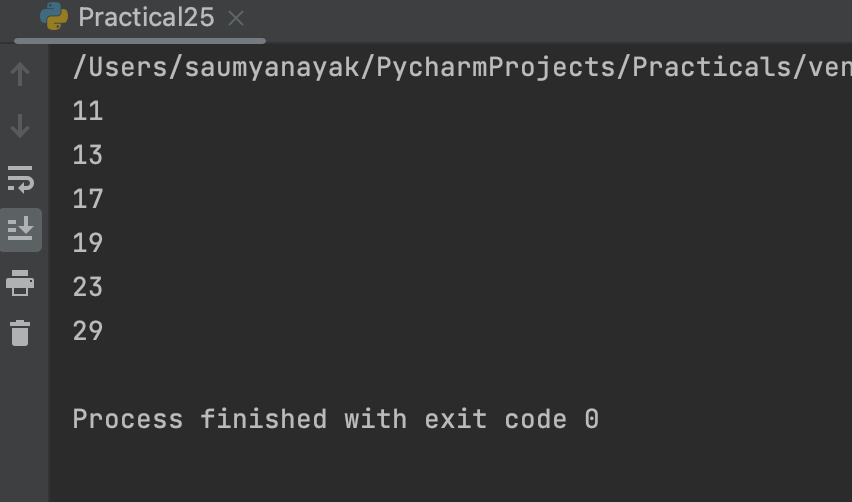 Practical25
/Users/saumyanayak/PycharmProjects/Practicals/ven
11
13
17
19
23
29
Process finished with exit code 0